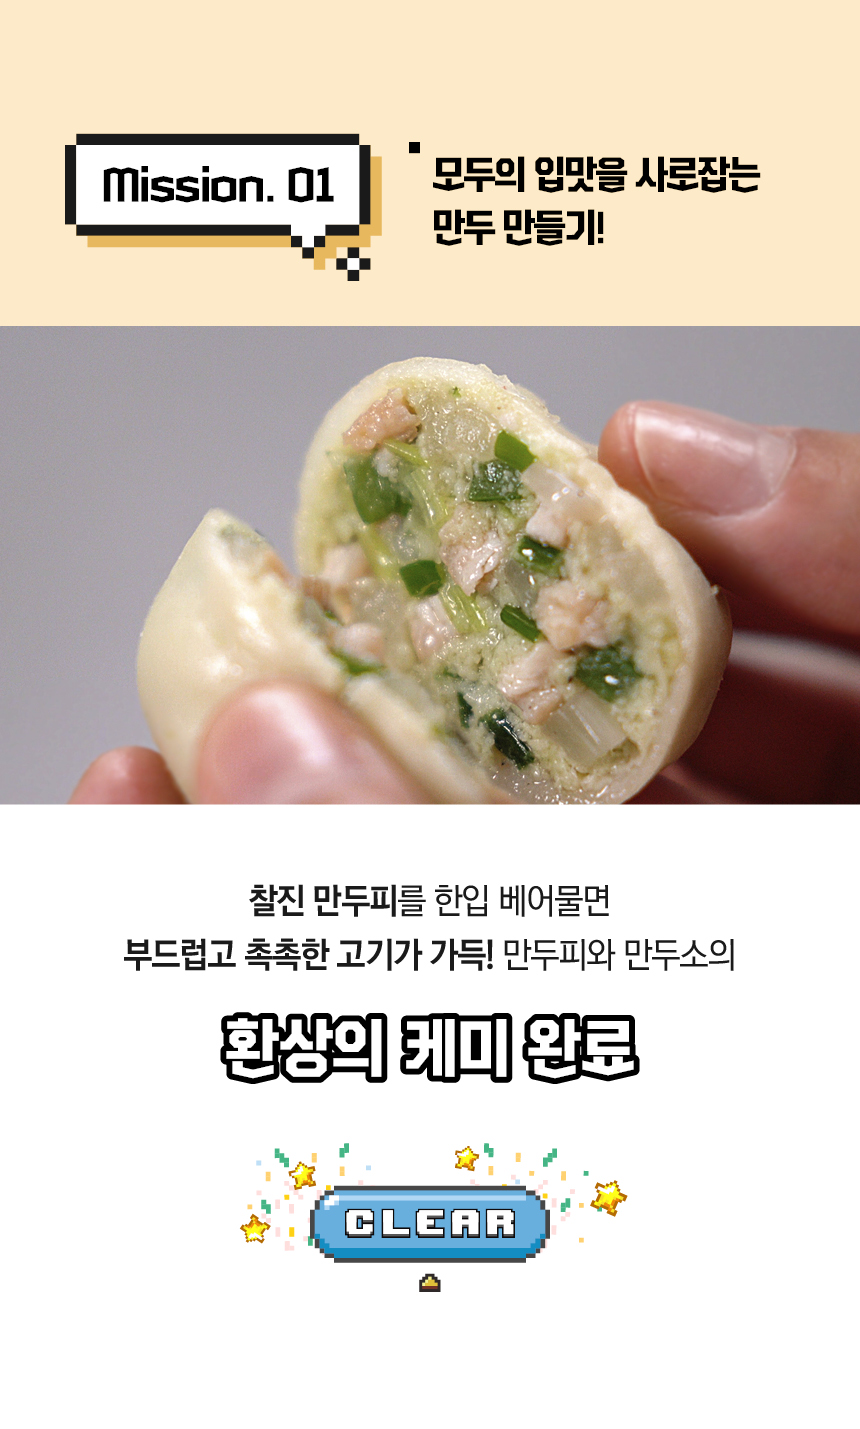 Mission. 01
모두의 입맛을 사로잡는
만두 만들기!
찰진 만두피를 한입 베어물면
부드럽고 촉촉한 고기가 가득! 만두피와 만두소의
환상의 케미 완료
CLEAR